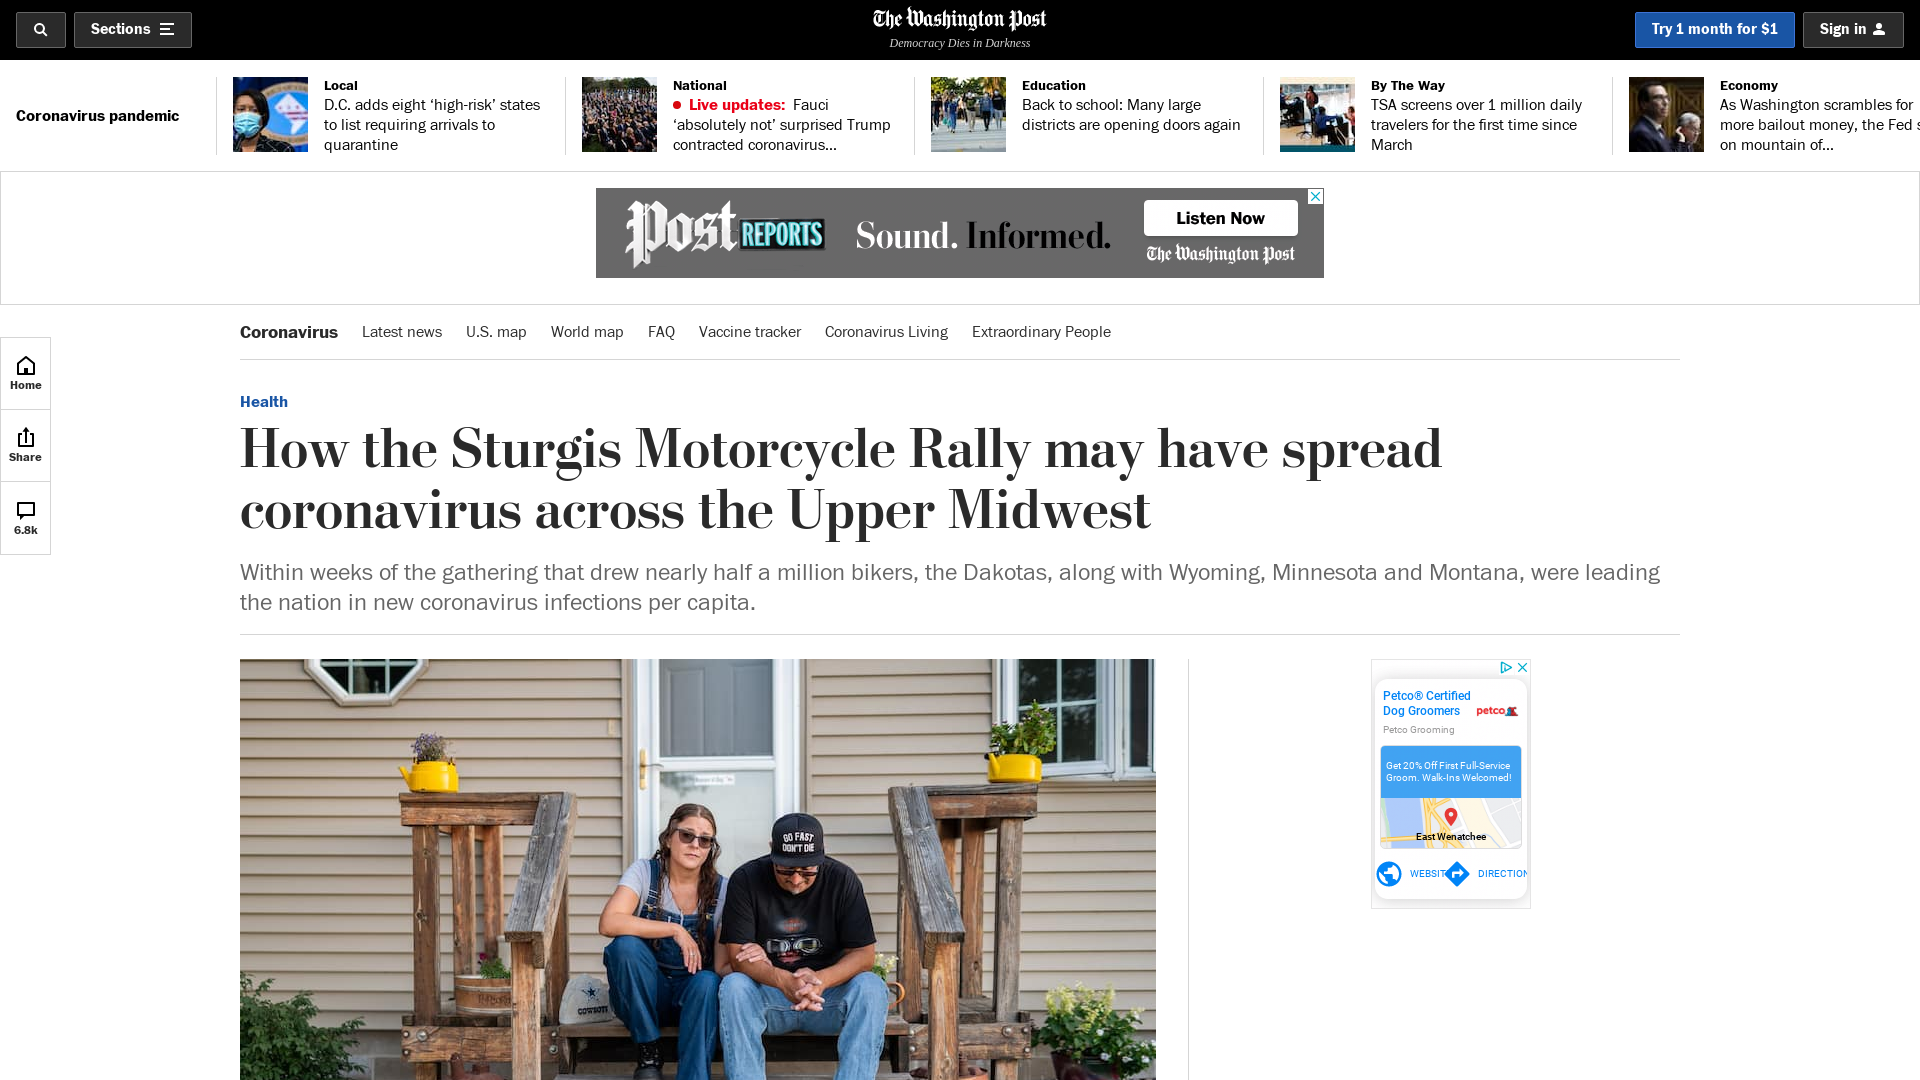 Sections
The Washington Post
Democracy Dies in Darkness
Try 1 month for $1
Sign in
Coronavirus pandemic
Local
D.C. adds eight ‘high-risk’ states
to list requiring arrivals to
quarantine
National
Live updates: Fauci
‘absolutely not’ surprised Trump
contracted coronavirus...
Education
Back to school: Many large
districts are opening doors again
By The Way
TSA screens over 1 million daily
travelers for the first time since
March
Economy
As Washington scrambles for
more bailout money, the Fed s
on mountain of...
Post REPORTS
Sound. Informed.
Listen Now
The Washington Post
Coronavirus
Latest news
U.S. map
World map
FAQ
Vaccine tracker
Coronavirus Living
Extraordinary People
Home
Share
6.8k
Health
How the Sturgis Motorcycle Rally may have spread
coronavirus across the Upper Midwest
Within weeks of the gathering that drew nearly half a million bikers, the Dakotas, along with Wyoming, Minnesota and Montana, were leading
the nation in new coronavirus infections per capita.
GO FAST
DON'T DIE
COWBOYS
Petco® Certified
Dog Groomers
petco
Petco Grooming
Get 20% Off First Full-Service
Groom. Walk-Ins Welcomed!
East Wenatchee
WEBSIT
DIRECTION